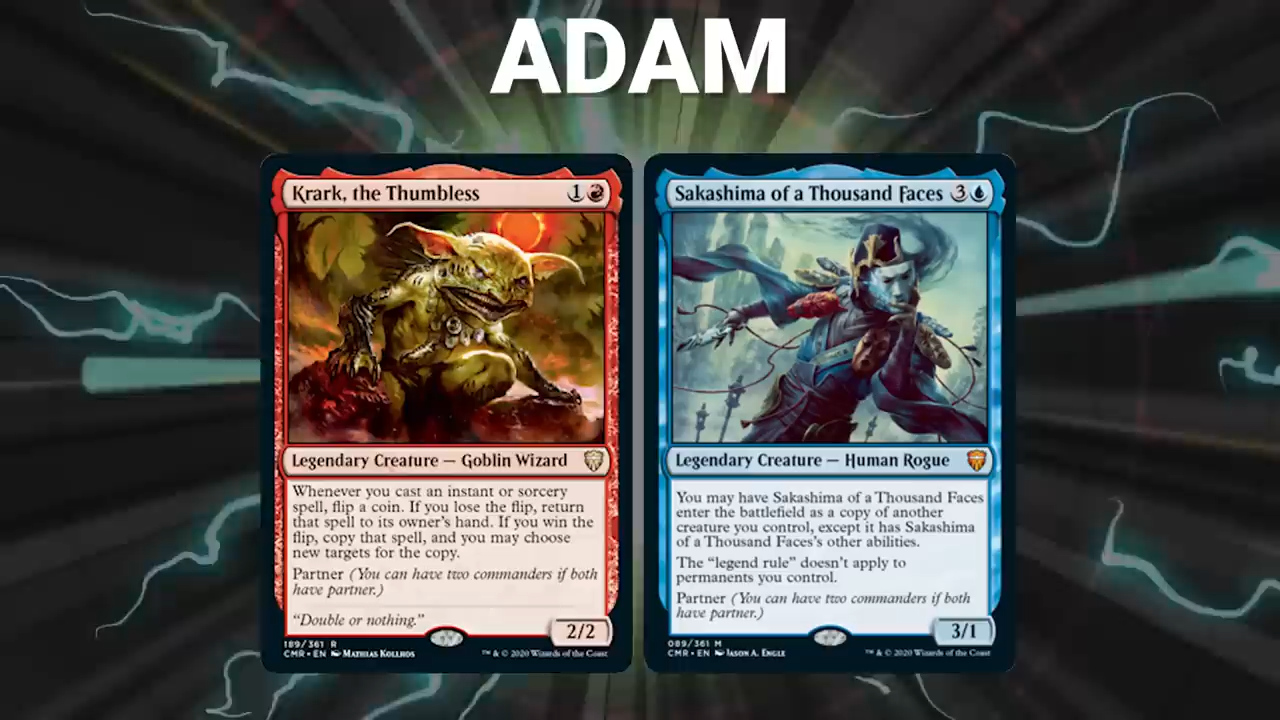 ADAM
Krark, the Thumbless 1
Legendary Creature — Goblin Wizard
Whenever you cast an instant or sorcery
spell, flip a coin. If you lose the flip, return
that spell to its owner's hand. If you win the
flip, copy that spell, and you may choose
new targets for the copy.
Partner (You can have two commanders if both
have partner.)
"Double or nothing."
2/2
189/361 R
CMR • EN Mathias Kollros
™ & © 2020 Wizards of the Coast
Sakashima of a Thousand Faces 3
Legendary Creature — Human Rogue
You may have Sakashima of a Thousand Faces
enter the battlefield as a copy of another
creature you control, except it has Sakashima
of a Thousand Faces's other abilities.
The "legend rule" doesn't apply to
permanents you control.
Partner (You can have two commanders if both
have partner.)
3/1
089/361 M
CMR • EN Jason A. Engle
™ & © 2020 Wizards of the Coast